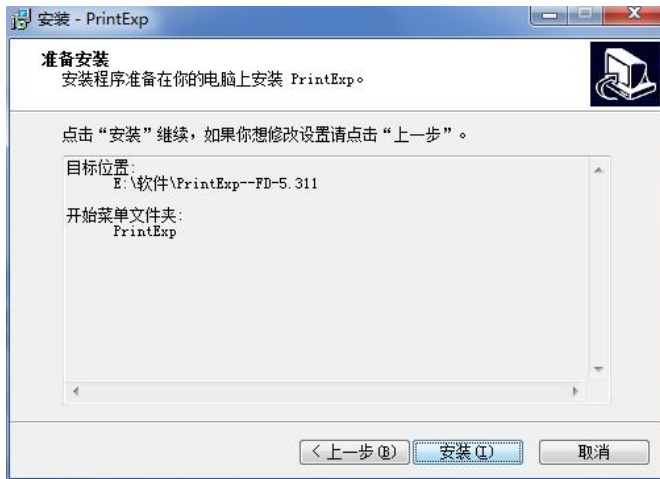 安装 - PrintExp
准备安装
安装程序准备在你的电脑上安装 PrintExp。
点击“安装”继续，如果你想修改设置请点击“上一步”。
目标位置:
E:\软件\PrintExp--FD-5.311
开始菜单文件夹:
PrintExp
< 上一步(B)
安装(I)
取消